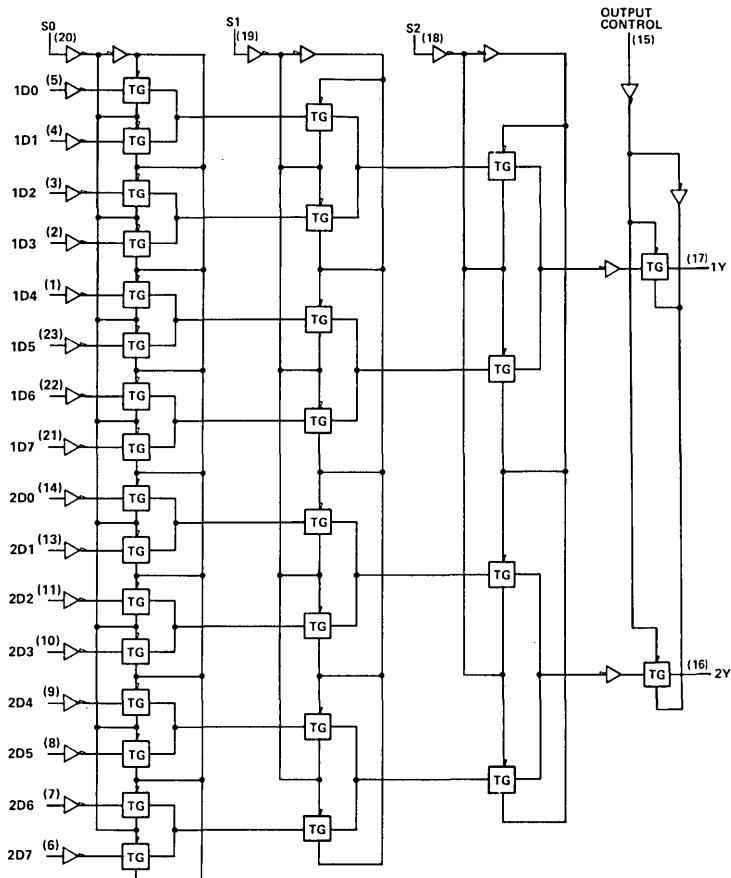 S0
(20)
S1
(19)
S2
(18)
OUTPUT
CONTROL
(15)
1D0 (5) TG
TG
1D1 (4) TG
TG
1D2 (3) TG
1D3 (2) TG
TG
1D4 (1) TG
(17)
TG 1Y
TG
1D5 (23) TG
TG
1D6 (22) TG
TG
1D7 (21) TG
2D0 (14) TG
TG
2D1 (13) TG
TG
2D2 (11) TG
TG
2D3 (10) TG
(16)
TG 2Y
2D4 (9) TG
TG
2D5 (8) TG
TG
2D6 (7) TG
TG
2D7 (6) TG